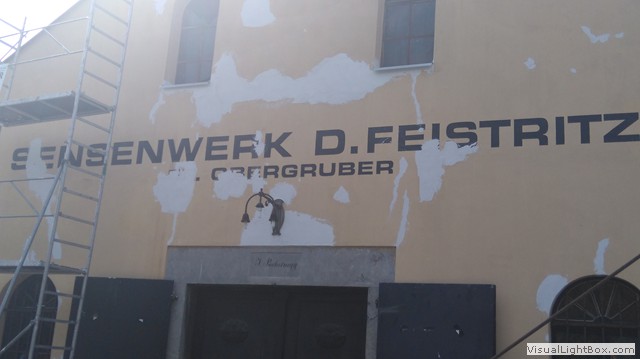 SENSENWERK D.FEISTRITZ
OBERGRUBER
VisualLightBox.com